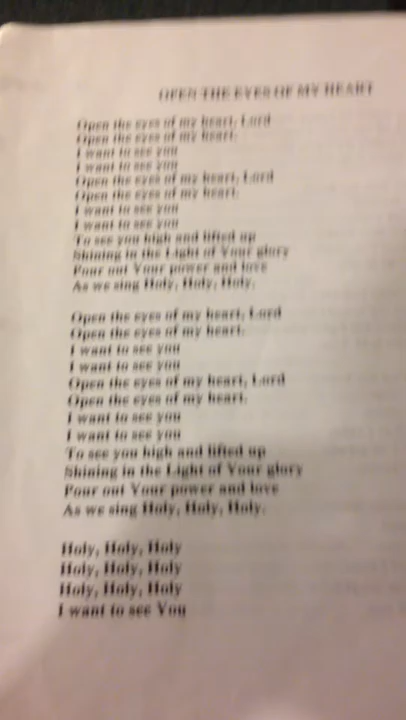 OPEN THE EYES OF MY HEART
Open the eyes of my heart, Lord
Open the eyes of my heart.
I want to see you
I want to see you
Open the eyes of my heart, Lord
Open the eyes of my heart.
I want to see you
I want to see you
To see you high and lifted up
Shining in the Light of Your glory
Pour out Your power and love
As we sing Holy, Holy, Holy.
Open the eyes of my heart, Lord
Open the eyes of my heart.
I want to see you
I want to see you
Open the eyes of my heart, Lord
Open the eyes of my heart.
I want to see you
I want to see you
To see you high and lifted up
Shining in the Light of Your glory
Pour out Your power and love
As we sing Holy, Holy, Holy.
Holy, Holy, Holy
Holy, Holy, Holy
Holy, Holy, Holy
I want to see You